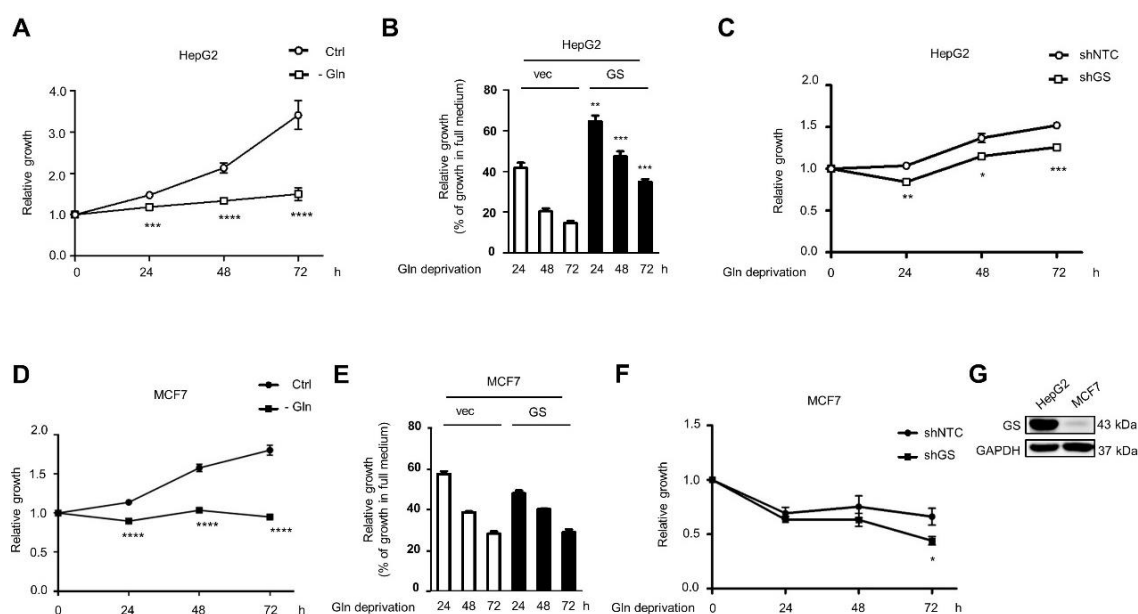 A
HepG2
Ctrl
- Gln
Relative growth
4.0
3.0
2.0
1.0
0.0
0 24 48 72 h
*** **** ****
B
HepG2
vec GS
Relative growth
(% of growth in full medium)
80
60
40
20
0
** *** ***
Gln deprivation 24 48 72 24 48 72 h
C
HepG2
shNTC
shGS
Relative growth
2.0
1.5
1.0
0.5
0.0
** * ***
Gln deprivation 0 24 48 72 h
D
MCF7
Ctrl
- Gln
Relative growth
2.0
1.5
1.0
0.5
0.0
**** **** ****
0 24 48 72 h
E
MCF7
vec GS
Relative growth
(% of growth in full medium)
80
60
40
20
0
Gln deprivation 24 48 72 24 48 72 h
F
MCF7
shNTC
shGS
Relative growth
1.5
1.0
0.5
0.0
*
Gln deprivation 0 24 48 72 h
G
HepG2 MCF7
GS 43 kDa
GAPDH 37 kDa